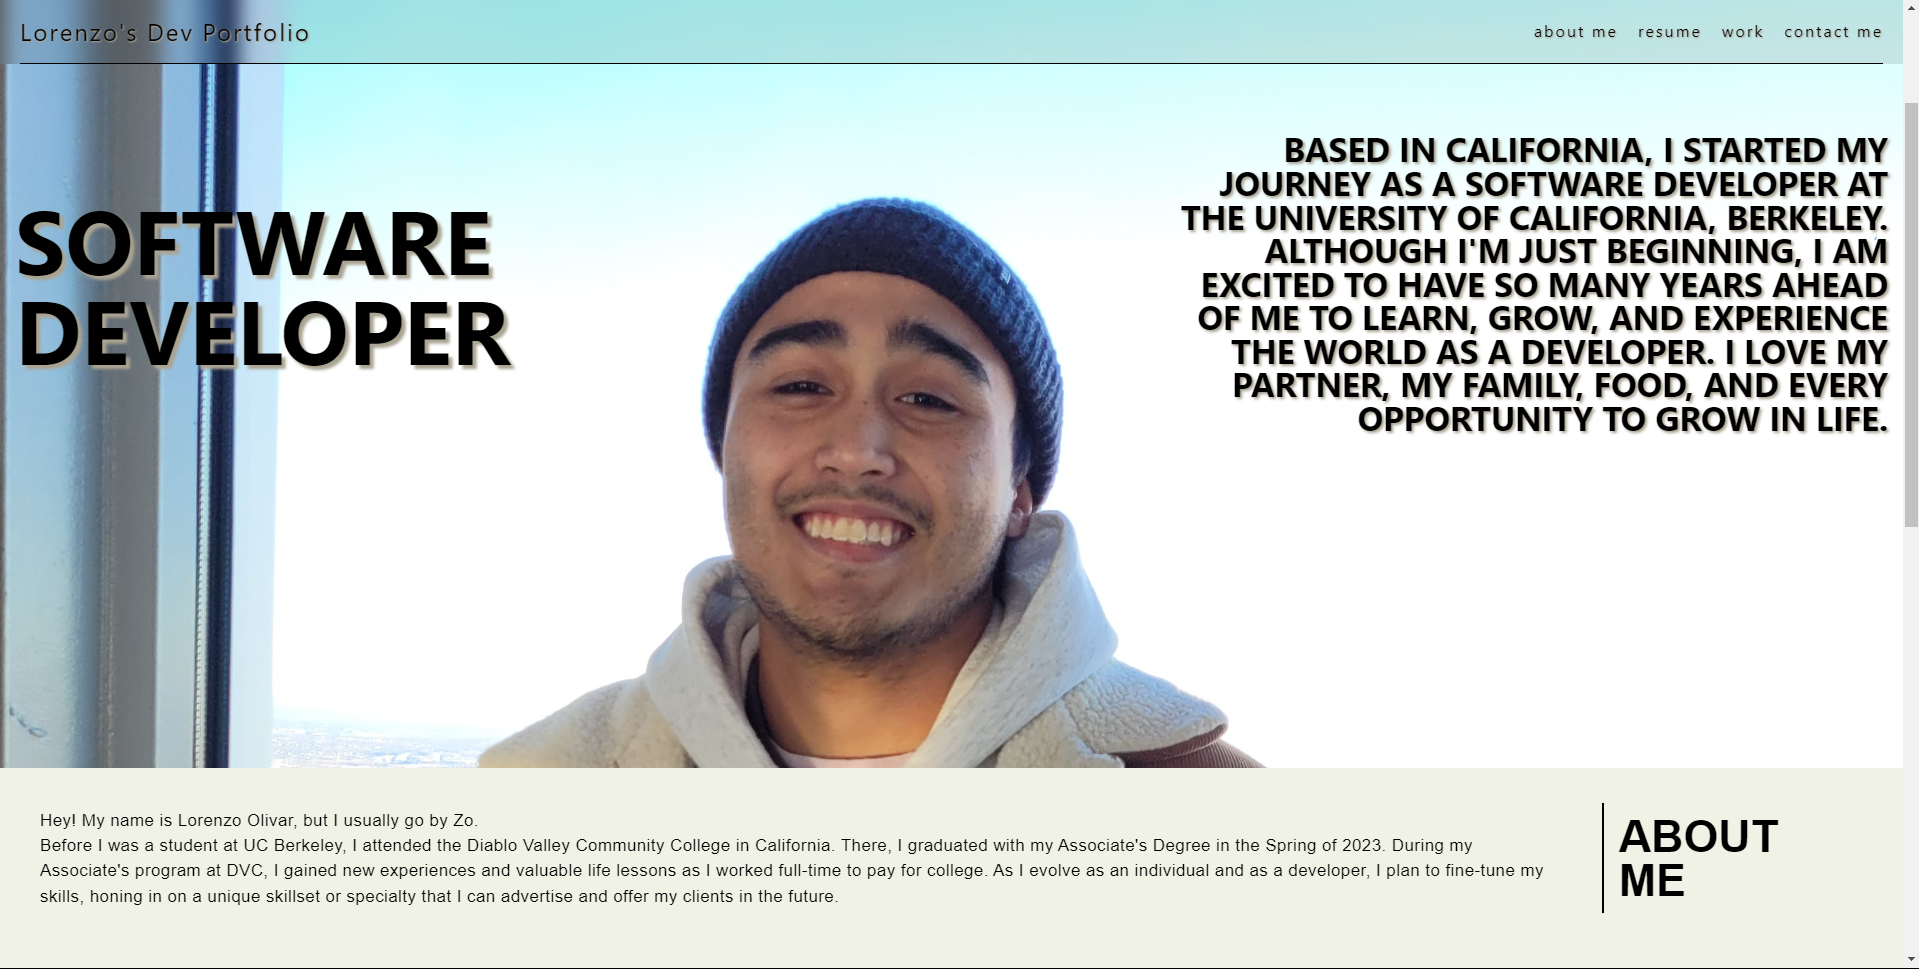 Lorenzo's Dev Portfolio
about me resume work contact me
SOFTWARE
DEVELOPER
BASED IN CALIFORNIA, I STARTED MY
JOURNEY AS A SOFTWARE DEVELOPER AT
THE UNIVERSITY OF CALIFORNIA, BERKELEY.
ALTHOUGH I'M JUST BEGINNING, I AM
EXCITED TO HAVE SO MANY YEARS AHEAD
OF ME TO LEARN, GROW, AND EXPERIENCE
THE WORLD AS A DEVELOPER. I LOVE MY
PARTNER, MY FAMILY, FOOD, AND EVERY
OPPORTUNITY TO GROW IN LIFE.
Hey! My name is Lorenzo Olivar, but I usually go by Zo.
Before I was a student at UC Berkeley, I attended the Diablo Valley Community College in California. There, I graduated with my Associate's Degree in the Spring of 2023. During my
Associate's program at DVC, I gained new experiences and valuable life lessons as I worked full-time to pay for college. As I evolve as an individual and as a developer, I plan to fine-tune my
skills, honing in on a unique skillset or specialty that I can advertise and offer my clients in the future.
ABOUT
ME